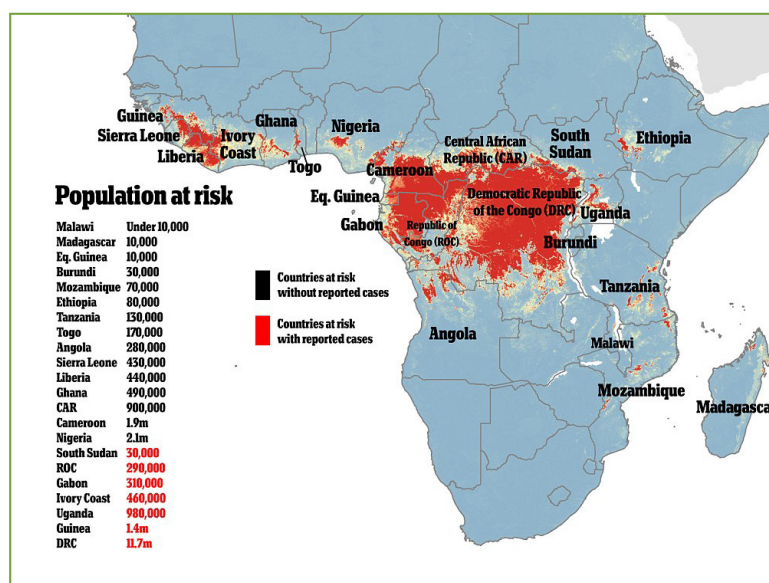 Guinea
Sierra Leone
Liberia
Ivory
Coast
Ghana
Togo
Nigeria
Cameroon
Central African
Republic (CAR)
South
Sudan
Ethiopia
Eq. Guinea
Gabon
Republic of
Congo (ROC)
Democratic Republic
of the Congo (DRC)
Uganda
Burundi
Tanzania
Angola
Malawi
Mozambique
Madagasca
Population at risk
Malawi Under 10,000
Madagascar 10,000
Eq. Guinea 10,000
Burundi 30,000
Mozambique 70,000
Ethiopia 80,000
Tanzania 130,000
Togo 170,000
Angola 280,000
Sierra Leone 430,000
Liberia 440,000
Ghana 490,000
CAR 900,000
Cameroon 1.9m
Nigeria 2.1m
South Sudan 30,000
ROC 290,000
Gabon 310,000
Ivory Coast 460,000
Uganda 980,000
Guinea 1.4m
DRC 11.7m
Countries at risk
without reported cases
Countries at risk
with reported cases